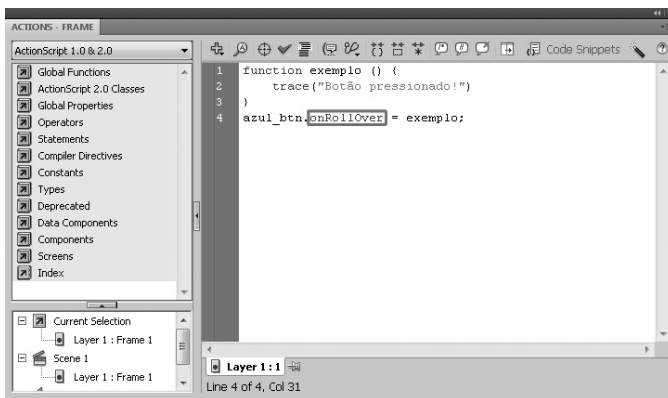 ACTIONS - FRAME
ActionScript 1.0 & 2.0
Code Snippets
Global Functions
ActionScript 2.0 Classes
Global Properties
Operators
Statements
Compiler Directives
Constants
Types
Deprecated
Data Components
Components
Screens
Index
1 function exemplo () {
2 trace("Botão pressionado!")
3 }
4 azul_btn.onRollOver = exemplo;
Current Selection
Layer 1 : Frame 1
Scene 1
Layer 1 : Frame 1
Layer 1 : 1
Line 4 of 4, Col 31